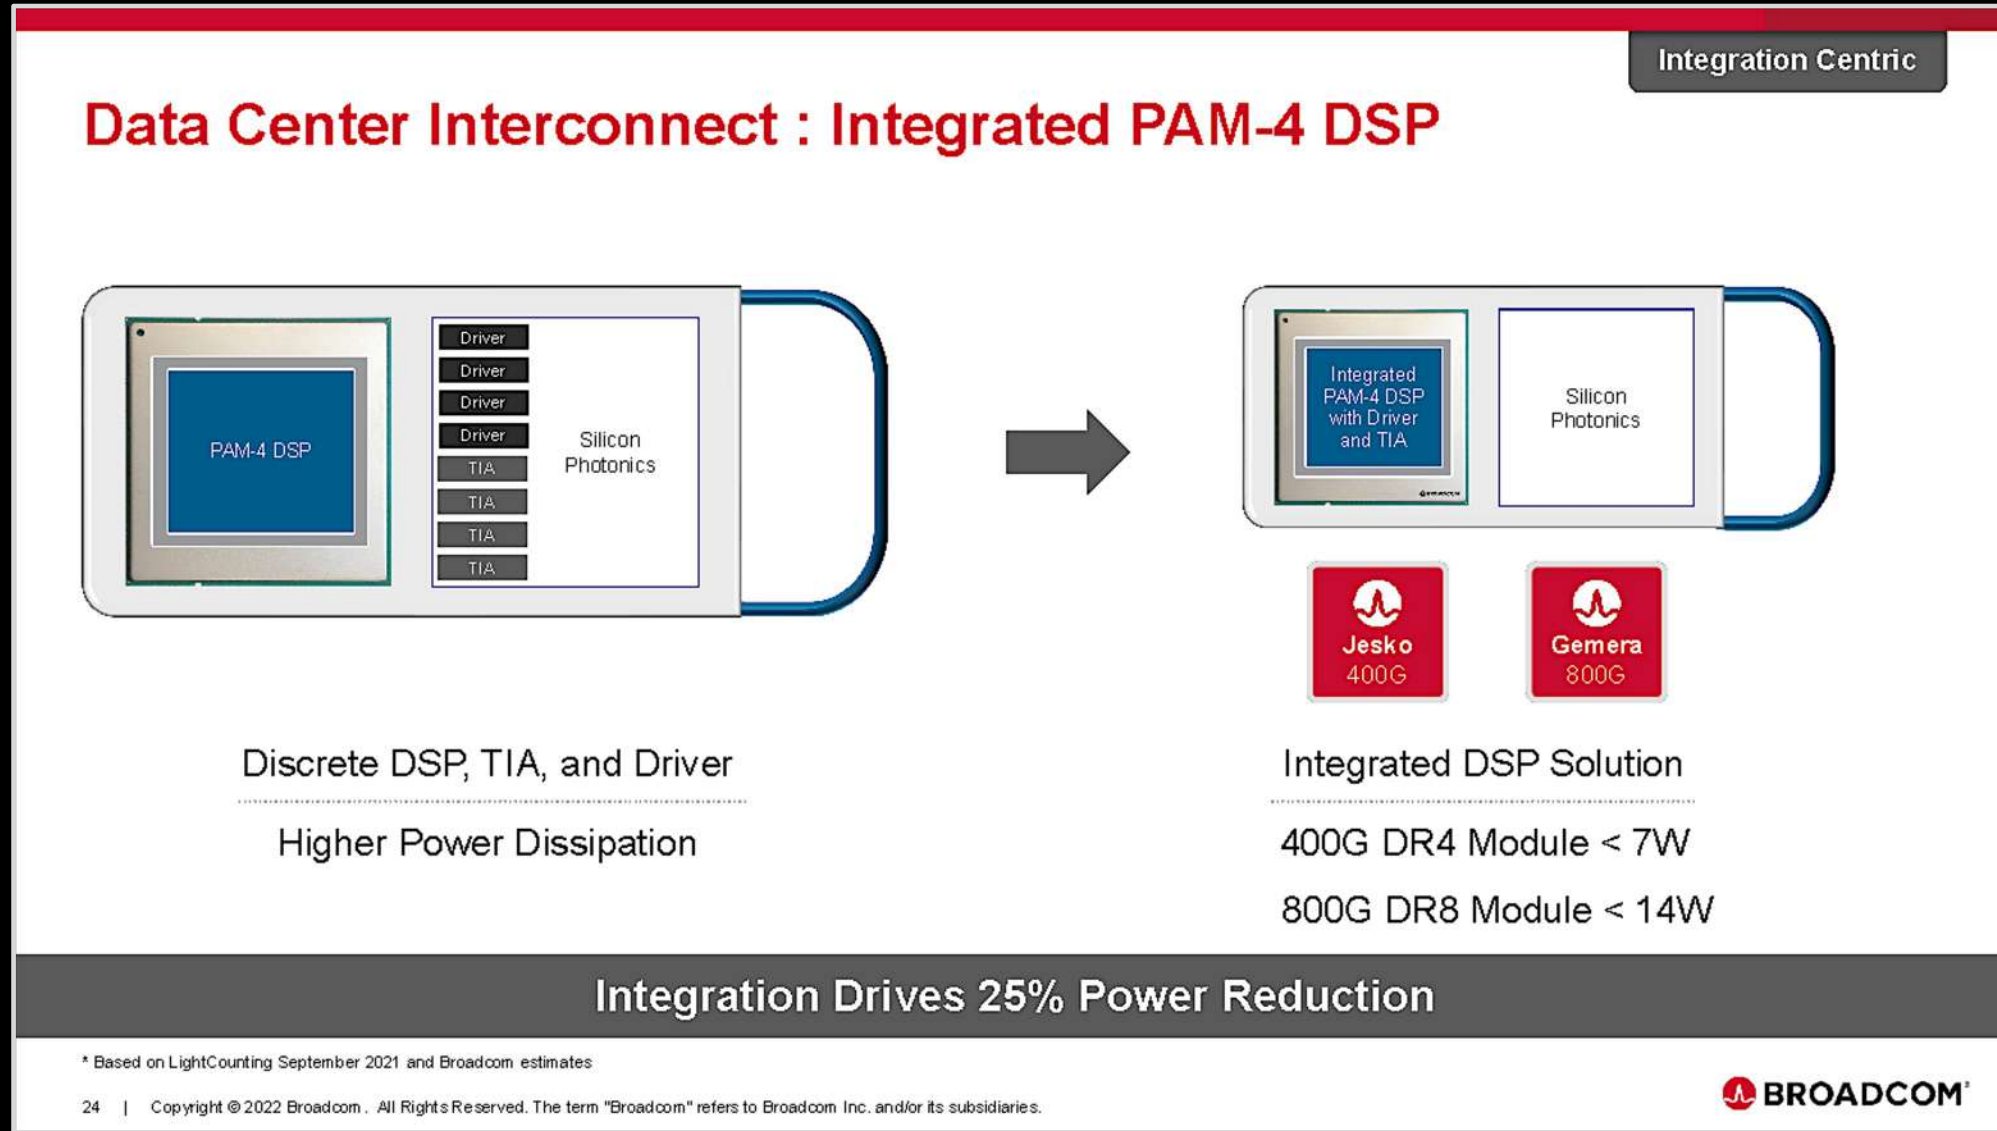 Integration Centric
Data Center Interconnect : Integrated PAM-4 DSP
PAM-4 DSP
Driver
Driver
Driver
Driver
TIA
TIA
TIA
TIA
Silicon
Photonics
Integrated
PAM-4 DSP
with Driver
and TIA
BROADCOM
Silicon
Photonics
Jesko
400G
Gemera
800G
Discrete DSP, TIA, and Driver
Higher Power Dissipation
Integrated DSP Solution
400G DR4 Module < 7W
800G DR8 Module < 14W
Integration Drives 25% Power Reduction
* Based on LightCounting September 2021 and Broadcom estimates
24 | Copyright © 2022 Broadcom. All Rights Reserved. The term "Broadcom" refers to Broadcom Inc. and/or its subsidiaries.
BROADCOM